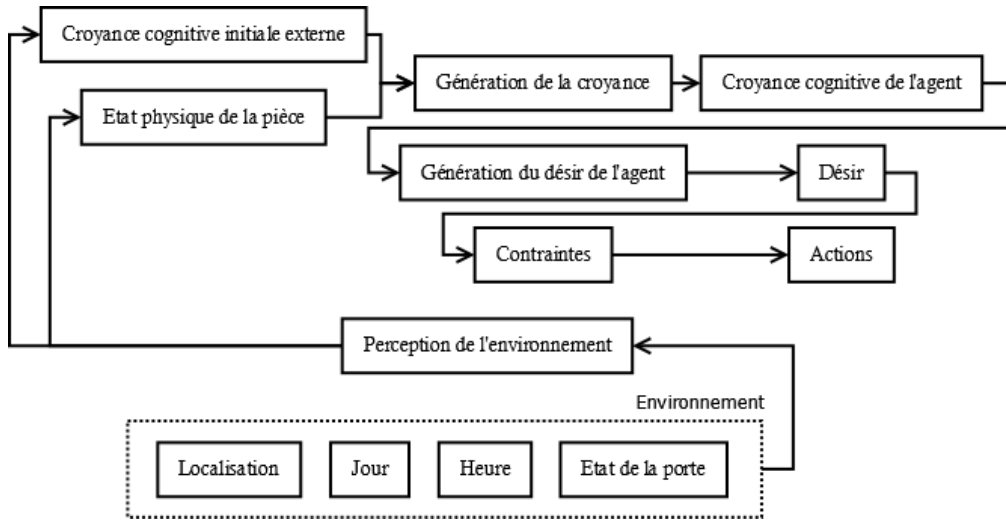 Croyance cognitive initiale externe
Génération de la croyance
Croyance cognitive de l'agent
Etat physique de la pièce
Génération du désir de l'agent
Désir
Contraintes
Actions
Perception de l'environnement
Environnement
Localisation
Jour
Heure
Etat de la porte